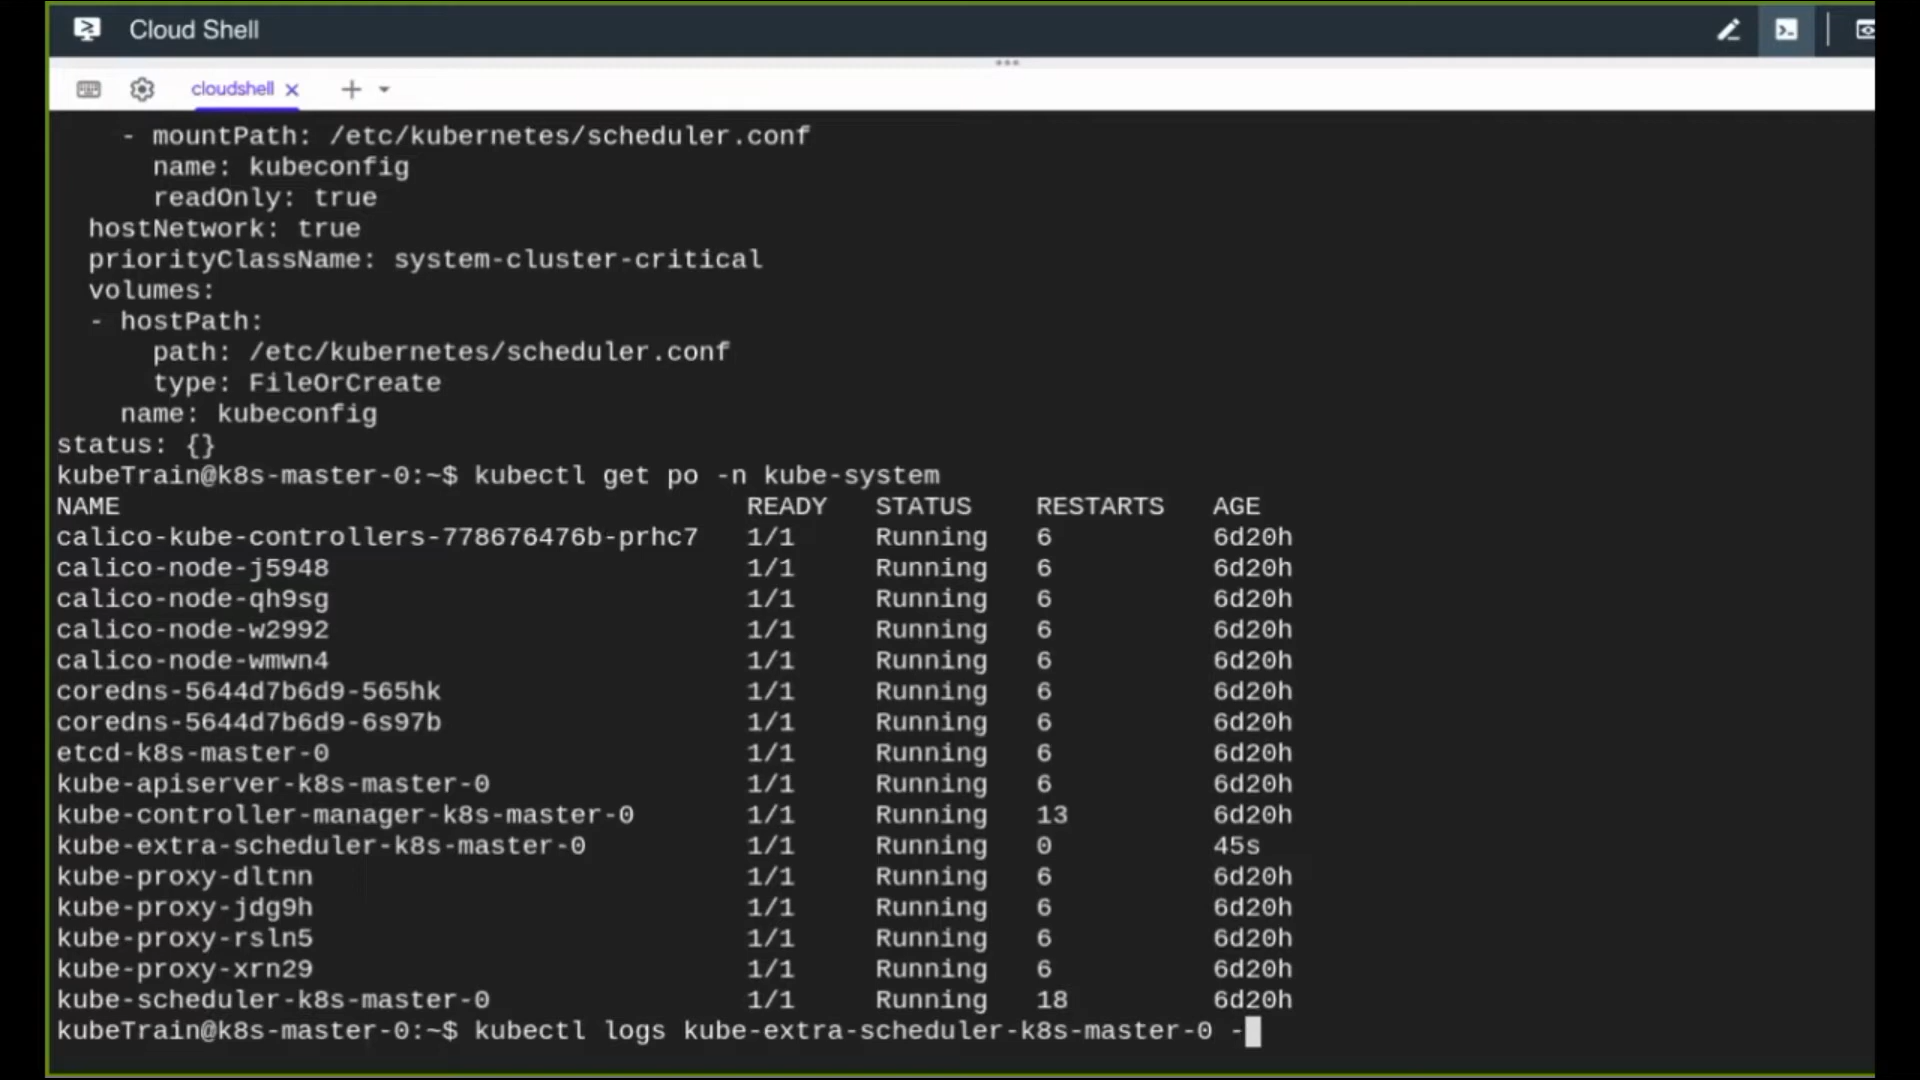 Cloud Shell
cloudshell
- mountPath: /etc/kubernetes/scheduler.conf
name: kubeconfig
readOnly: true
hostNetwork: true
priorityClassName: system-cluster-critical
volumes:
- hostPath:
path: /etc/kubernetes/scheduler.conf
type: FileOrCreate
name: kubeconfig
status: {}
kubeTrain@k8s-master-0:~$ kubectl get po -n kube-system
NAME READY STATUS RESTARTS AGE
calico-kube-controllers-778676476b-prhc7 1/1 Running 6 6d20h
calico-node-j5948 1/1 Running 6 6d20h
calico-node-qh9sg 1/1 Running 6 6d20h
calico-node-w2992 1/1 Running 6 6d20h
calico-node-wmwn4 1/1 Running 6 6d20h
coredns-5644d7b6d9-565hk 1/1 Running 6 6d20h
coredns-5644d7b6d9-6s97b 1/1 Running 6 6d20h
etcd-k8s-master-0 1/1 Running 6 6d20h
kube-apiserver-k8s-master-0 1/1 Running 6 6d20h
kube-controller-manager-k8s-master-0 1/1 Running 13 6d20h
kube-extra-scheduler-k8s-master-0 1/1 Running 0 45s
kube-proxy-dltnn 1/1 Running 6 6d20h
kube-proxy-jdg9h 1/1 Running 6 6d20h
kube-proxy-rsln5 1/1 Running 6 6d20h
kube-proxy-xrn29 1/1 Running 6 6d20h
kube-scheduler-k8s-master-0 1/1 Running 18 6d20h
kubeTrain@k8s-master-0:~$ kubectl logs kube-extra-scheduler-k8s-master-0 -